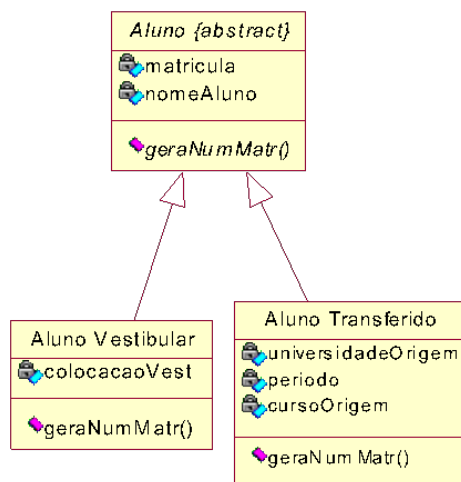 Aluno {abstract}
matricula
nomeAluno
geraNumMatr()
Aluno Vestibular
colocacaoVest
geraNumMatr()
Aluno Transferido
universidadeOrigem
periodo
cursoOrigem
geraNumMatr()